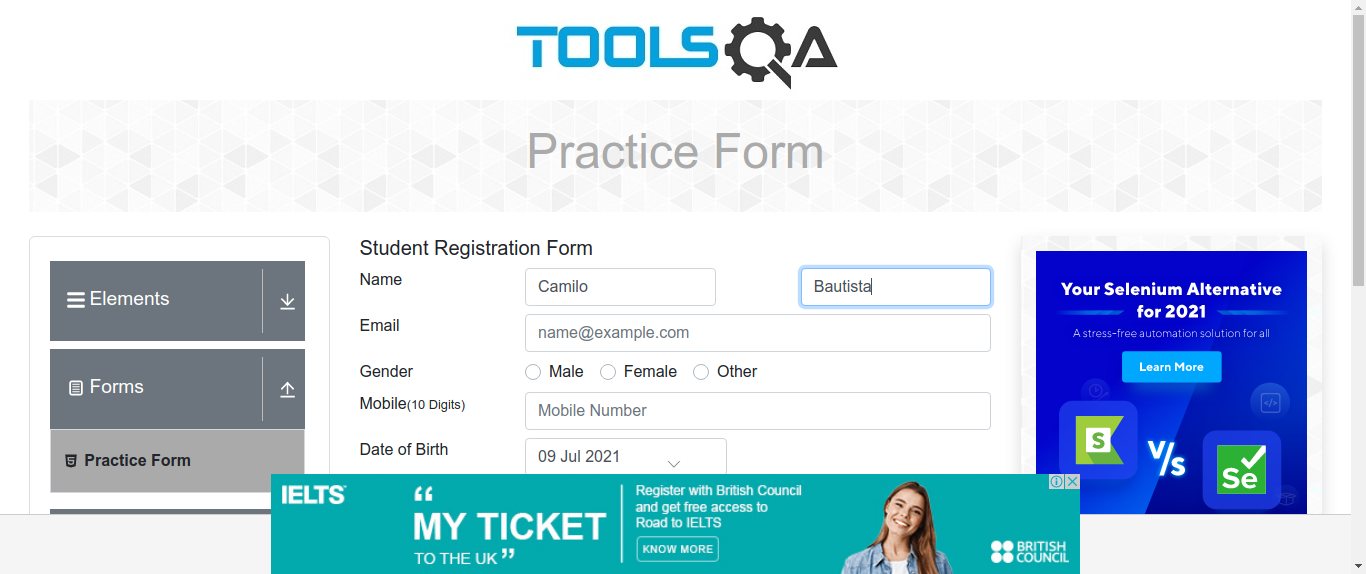 TOOLSQA
Practice Form
Elements
Forms
Practice Form
Student Registration Form
Name
Camilo
Bautista
Email
name@example.com
Gender
Male
Female
Other
Mobile(10 Digits)
Mobile Number
Date of Birth
09 Jul 2021
Your Selenium Alternative
for 2021
A stress-free automation solution for all
Learn More
S
V/s
Se
IELTS™
“
MY TICKET
TO THE UK ”
Register with British Council
and get free access to
Road to IELTS
KNOW MORE
BRITISH
COUNCIL